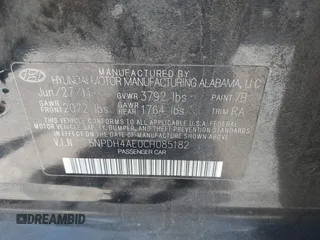 MANUFACTURED BY
HYUNDAI MOTOR MANUFACTURING ALABAMA, LLC
Jun/27/11 GVWR 3792 lbs PAINT ZB
GAWR FRONT 2072 lbs GAWR REAR 1764 lbs TRIM RA
THIS VEHICLE CONFORMS TO ALL APPLICABLE
FEDERAL MOTOR VEHICLE SAFETY, BUMPER, AND THEFT
PREVENTION STANDARDS IN EFFECT ON THE DATE OF
MANUFACTURE SHOWN ABOVE.
V.I.N 5NPDH4AE0CH085182
PASSENGER CAR
DREAMBID